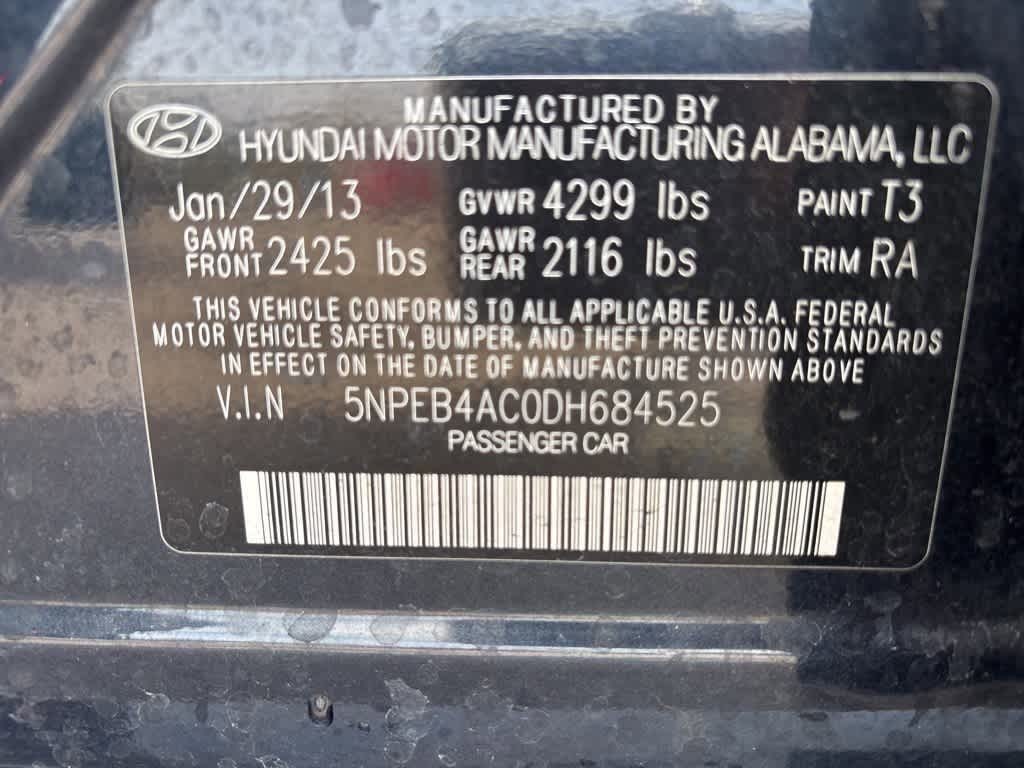 MANUFACTURED BY
HYUNDAI MOTOR MANUFACTURING ALABAMA, LLC
Jan/29/13 GVWR 4299 lbs PAINT T3
GAWR FRONT 2425 lbs GAWR REAR 2116 lbs TRIM RA
THIS VEHICLE CONFORMS TO ALL APPLICABLE U.S.A. FEDERAL
MOTOR VEHICLE SAFETY, BUMPER, AND THEFT PREVENTION STANDARDS
IN EFFECT ON THE DATE OF MANUFACTURE SHOWN ABOVE
V.I.N 5NPEB4AC0DH684525
PASSENGER CAR